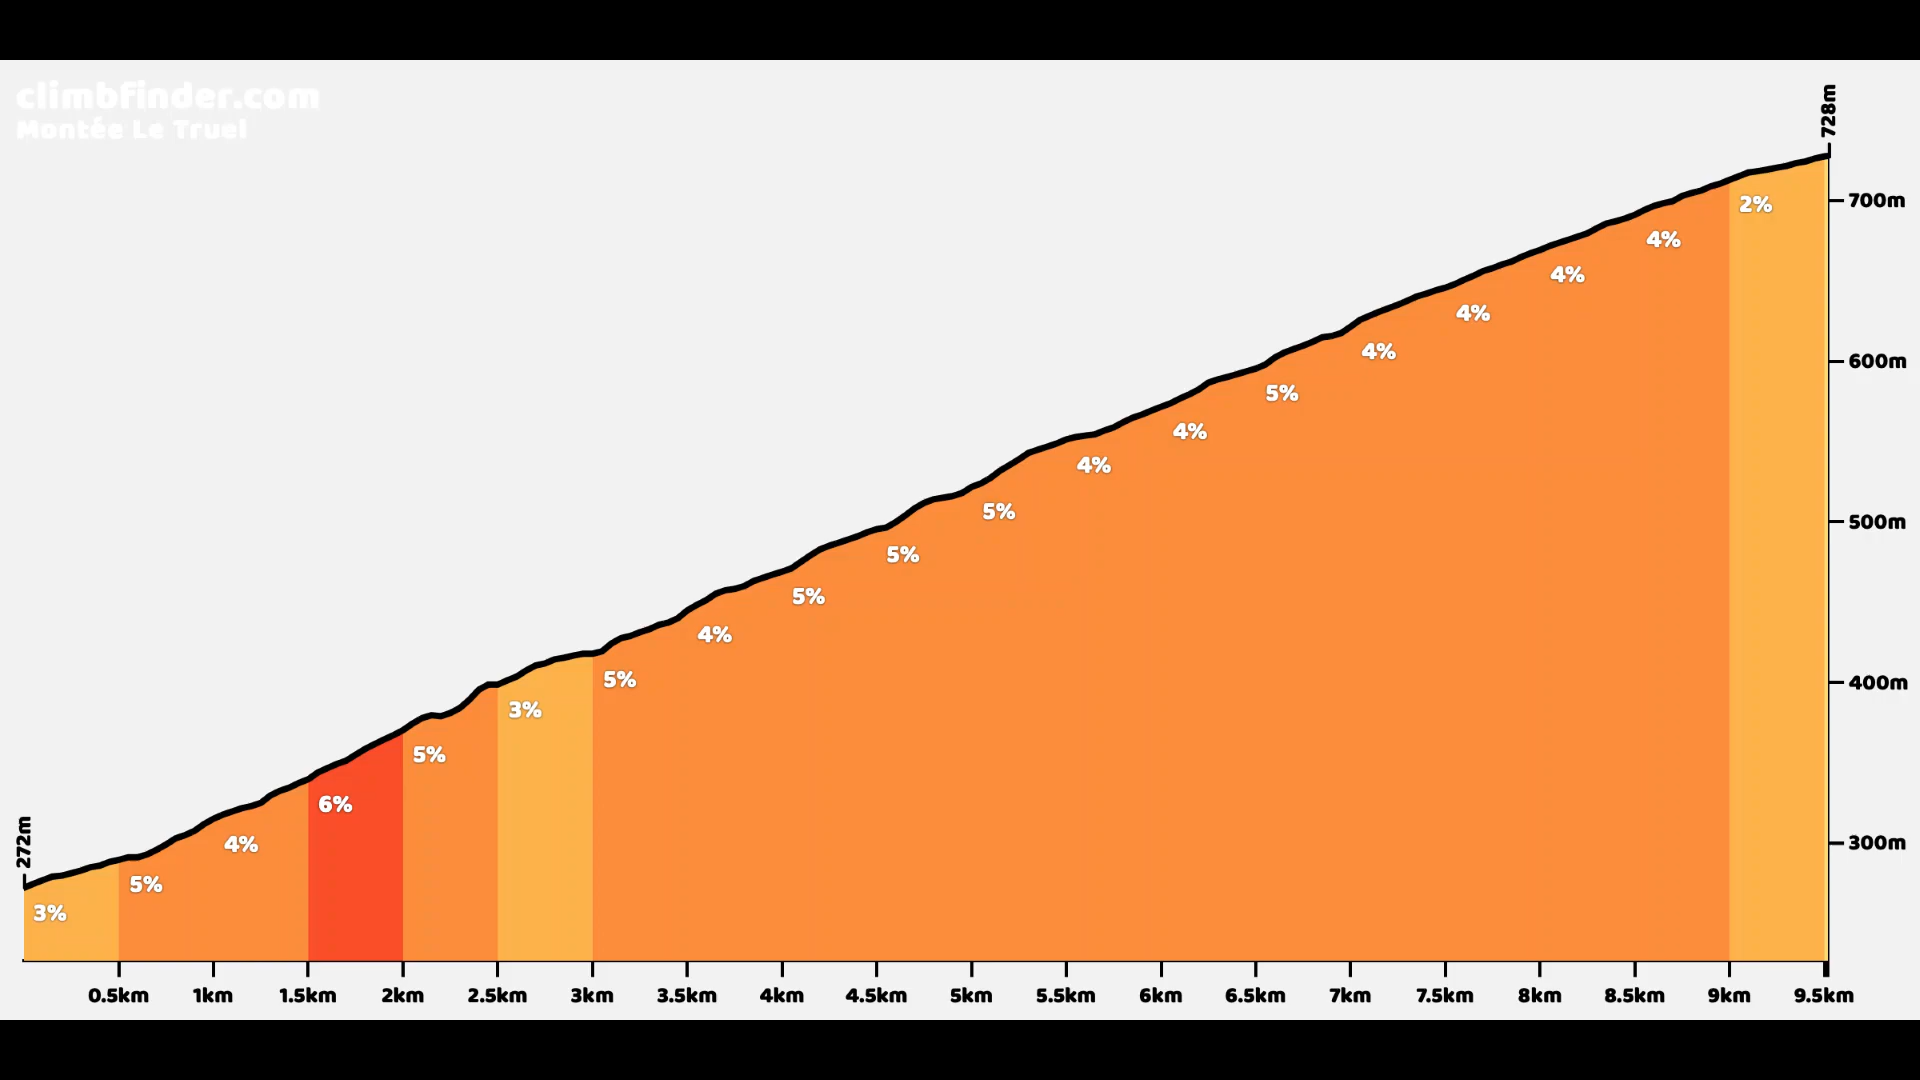 climbfinder.com
Montée Le Truel
728m
700m
2%
4%
4%
4%
600m
4%
5%
4%
4%
500m
5%
5%
5%
4%
400m
5%
3%
5%
6%
300m
4%
272m
5%
3%
0.5km 1km 1.5km 2km 2.5km 3km 3.5km 4km 4.5km 5km 5.5km 6km 6.5km 7km 7.5km 8km 8.5km 9km 9.5km